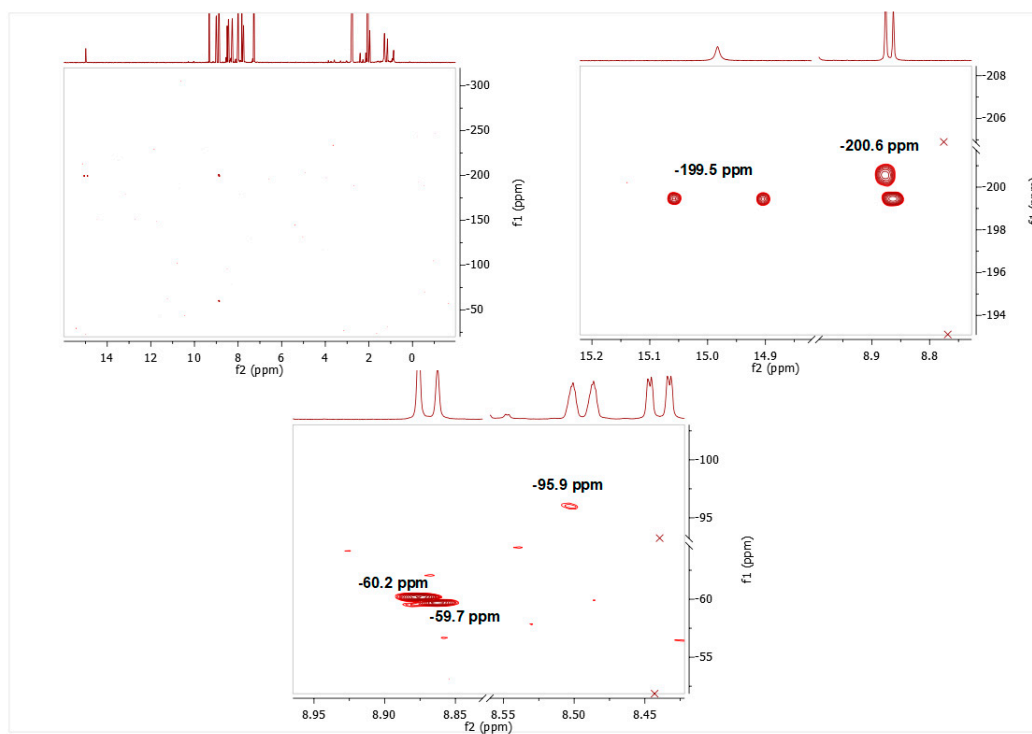 -300
-250
-200
-150
-100
-50
f1 (ppm)
14 12 10 8 6 4 2 0
f2 (ppm)
-208
-206
-204
-202
-200
-198
-196
-194
f1 (ppm)
-199.5 ppm
-200.6 ppm
15.2 15.1 15.0 14.9 8.9 8.8
f2 (ppm)
-100
-95
-60
-55
f1 (ppm)
-95.9 ppm
-60.2 ppm
-59.7 ppm
8.95 8.90 8.85 8.55 8.50 8.45
f2 (ppm)